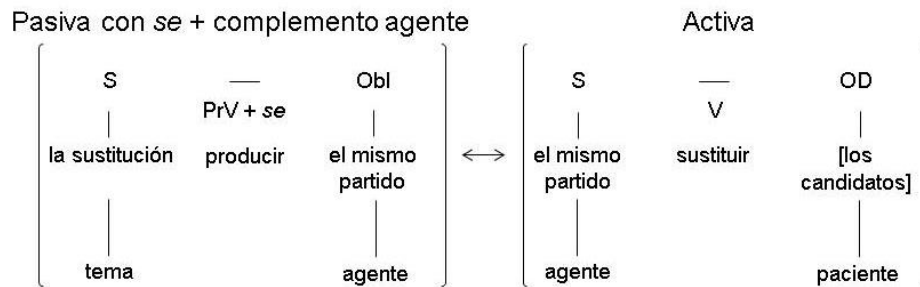 Pasiva con se + complemento agente Activa
S — Obl S — OD
PrV + se V
la sustitución producir el mismo partido ↔ el mismo partido sustituir [los candidatos]
tema agente agente paciente